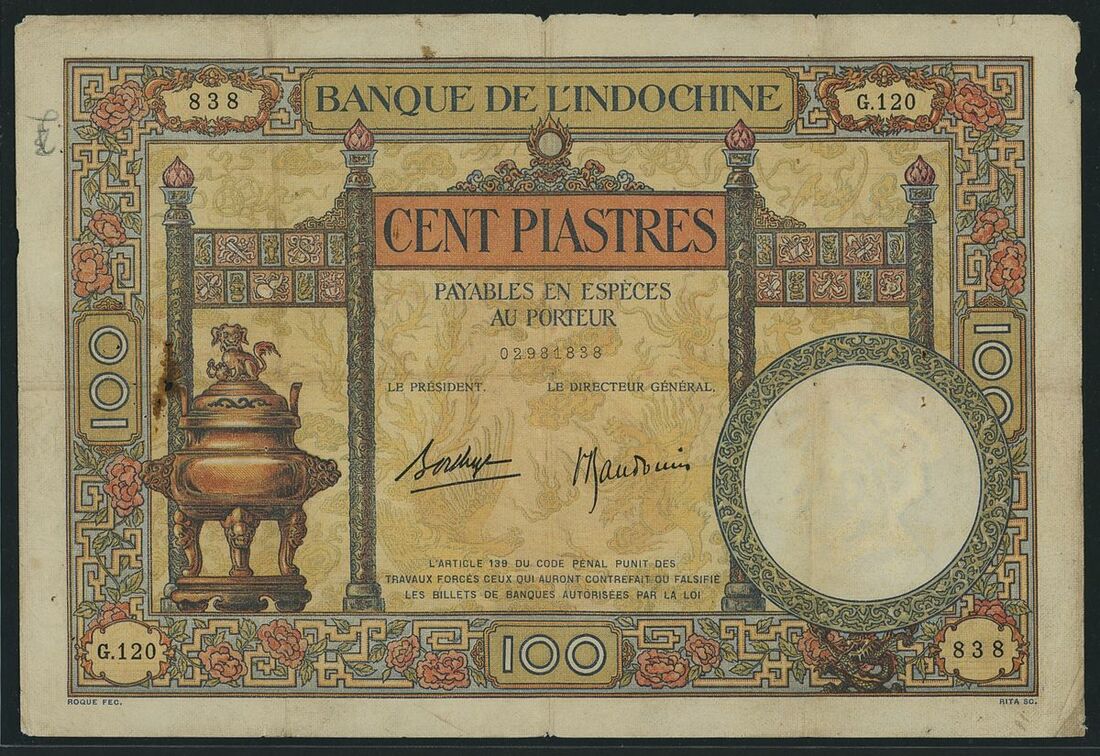 838
BANQUE DE L'INDOCHINE
G.120
CENT PIASTRES
PAYABLES EN ESPÈCES
AU PORTEUR
02981838
LE PRÉSIDENT. LE DIRECTEUR GÉNÉRAL.
100
100
L'ARTICLE 139 DU CODE PÉNAL PUNIT DES
TRAVAUX FORCÉS CEUX QUI AURONT CONTREFAIT OU FALSIFIÉ
LES BILLETS DE BANQUES AUTORISÉES PAR LA LOI
G.120
100
838
ROQUE FEC.
RITA SC.